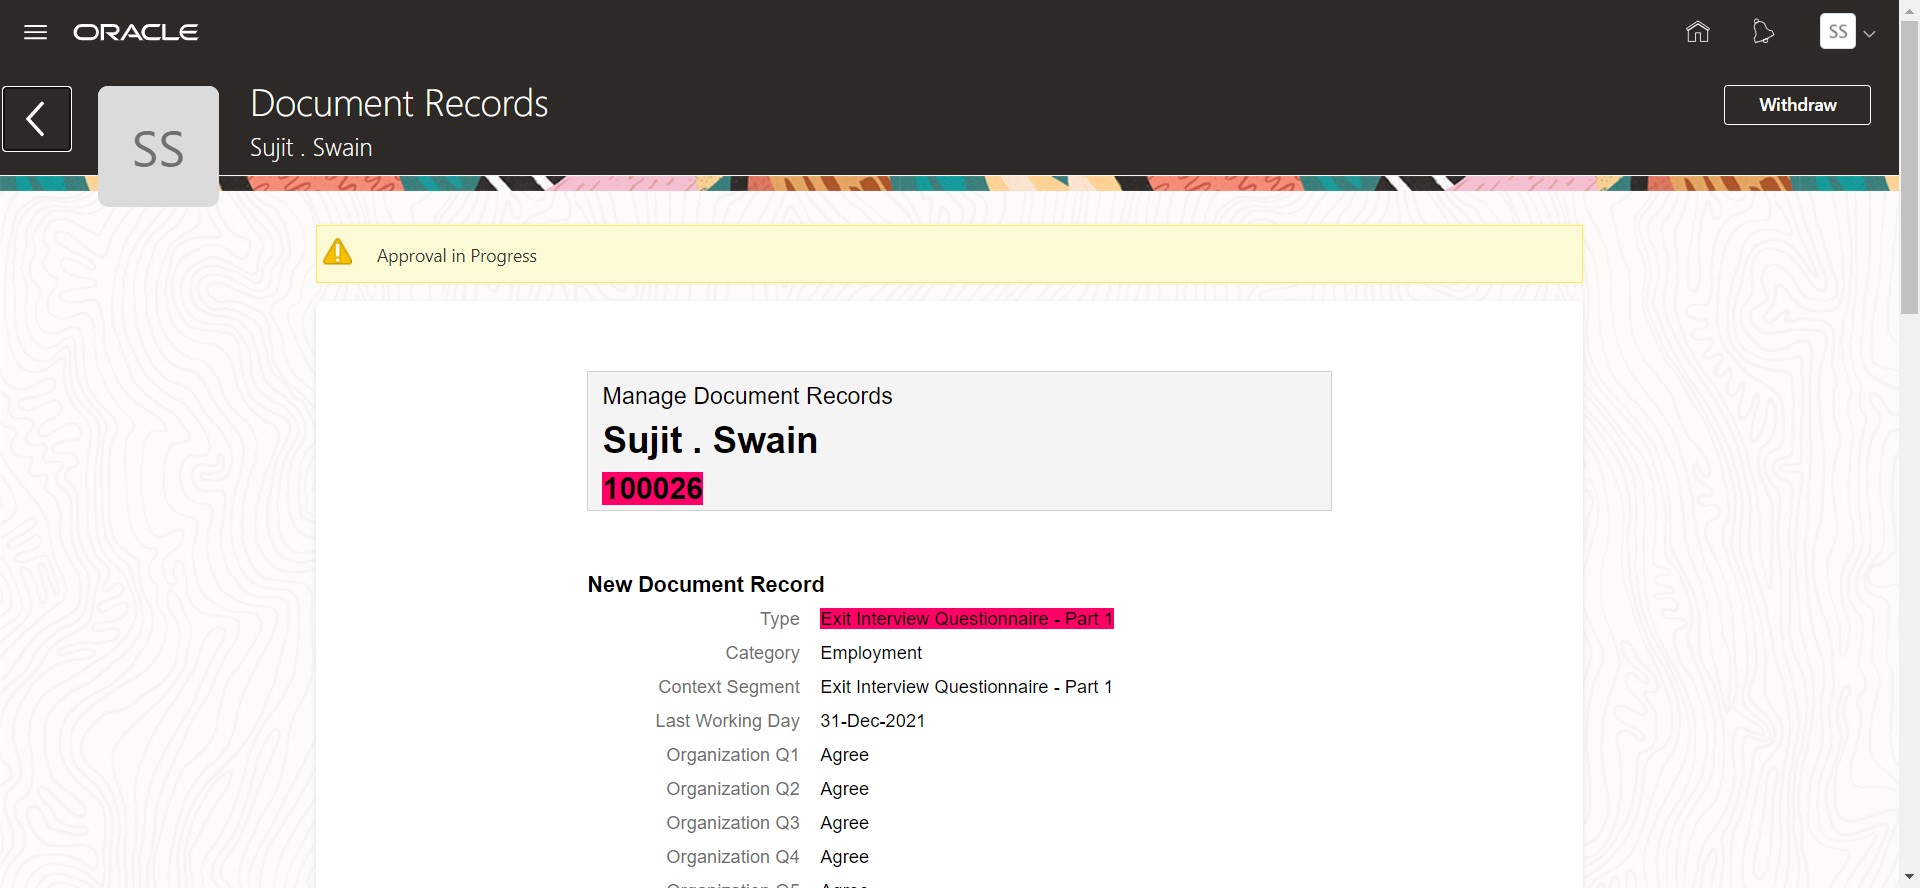 ORACLE
SS
Document Records
Withdraw
SS
Sujit . Swain
Approval in Progress
Manage Document Records
Sujit . Swain
100026
New Document Record
Type Exit Interview Questionnaire - Part 1
Category Employment
Context Segment Exit Interview Questionnaire - Part 1
Last Working Day 31-Dec-2021
Organization Q1 Agree
Organization Q2 Agree
Organization Q3 Agree
Organization Q4 Agree